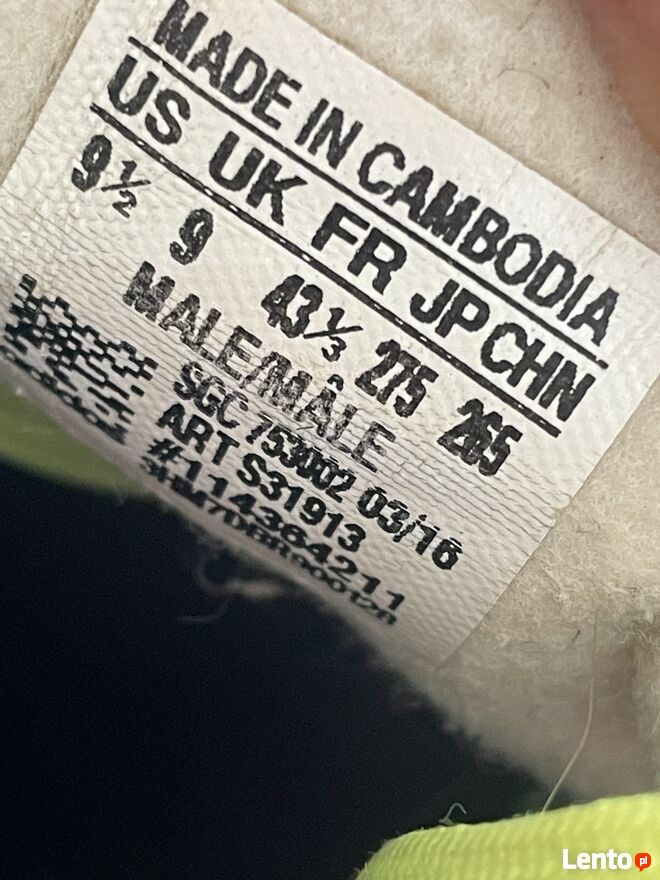 MADE IN CAMBODIA
US UK FR JP CHN
9½ 9 43⅓ 275 265
MALE/MÂLE
SGC 753002 03/16
ART S31913
#114364211
Lento pl